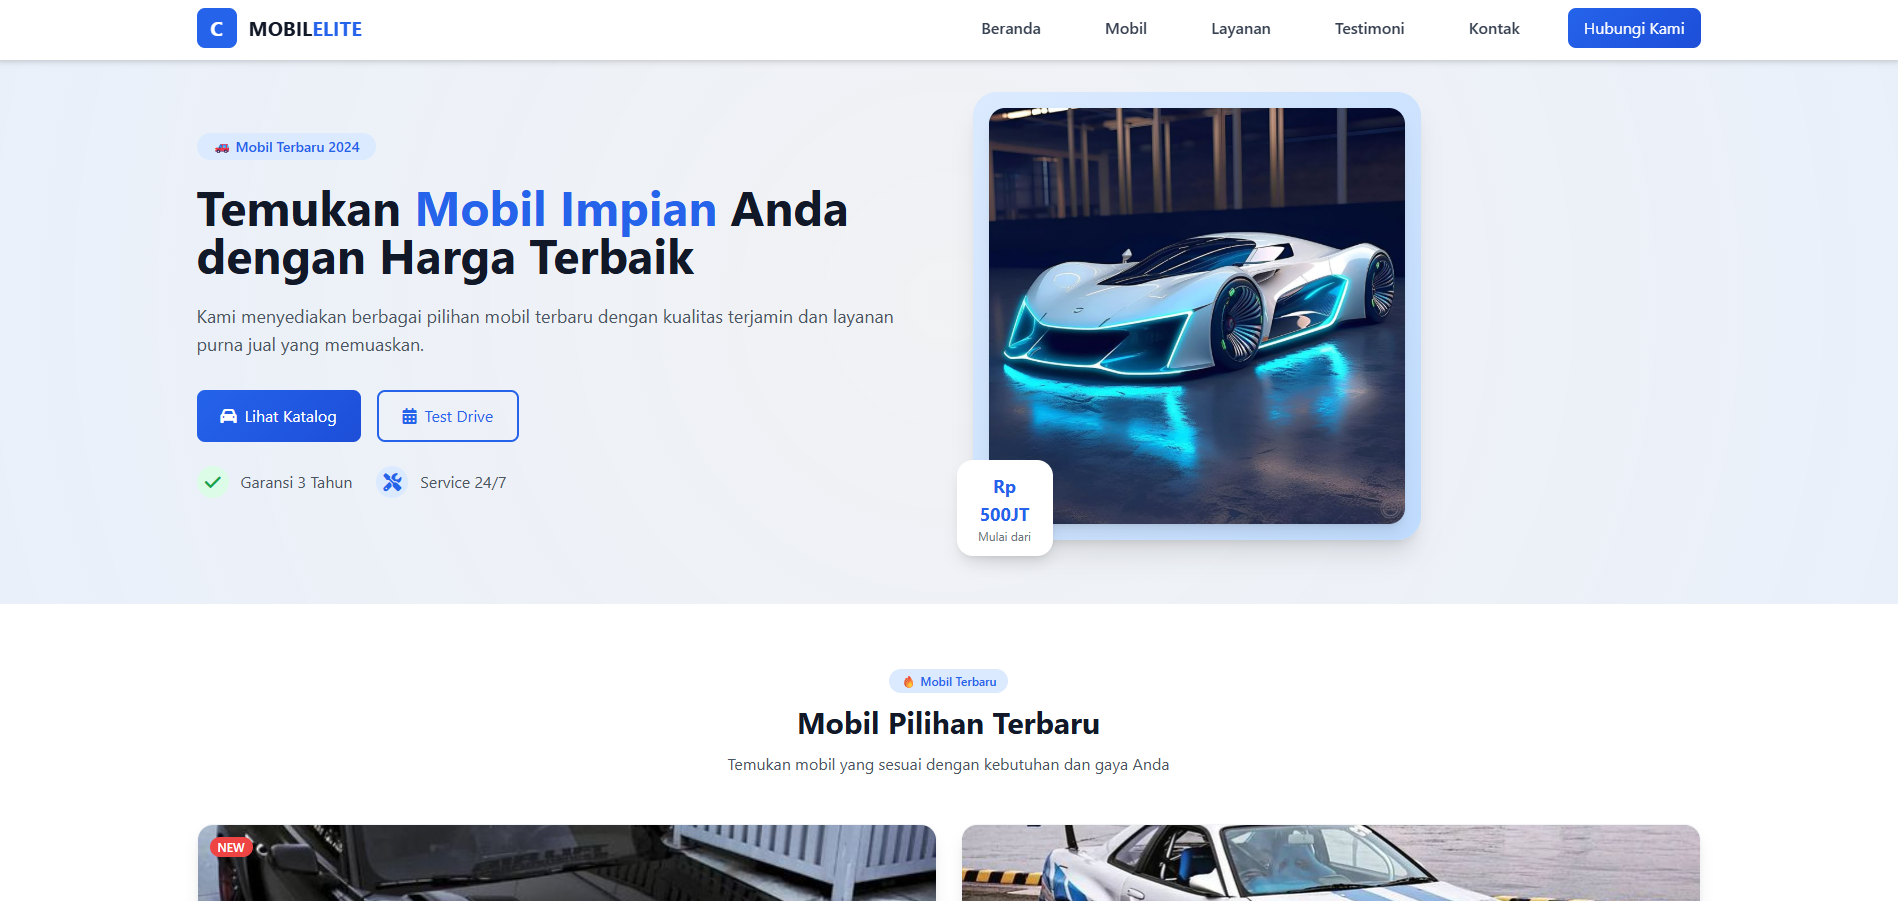 C MOBILELITE
Beranda
Mobil
Layanan
Testimoni
Kontak
Hubungi Kami
Mobil Terbaru 2024
Temukan Mobil Impian Anda
dengan Harga Terbaik
Kami menyediakan berbagai pilihan mobil terbaru dengan kualitas terjamin dan layanan
purna jual yang memuaskan.
Lihat Katalog
Test Drive
Garansi 3 Tahun
Service 24/7
Rp
500JT
Mulai dari
Mobil Terbaru
Mobil Pilihan Terbaru
Temukan mobil yang sesuai dengan kebutuhan dan gaya Anda
NEW